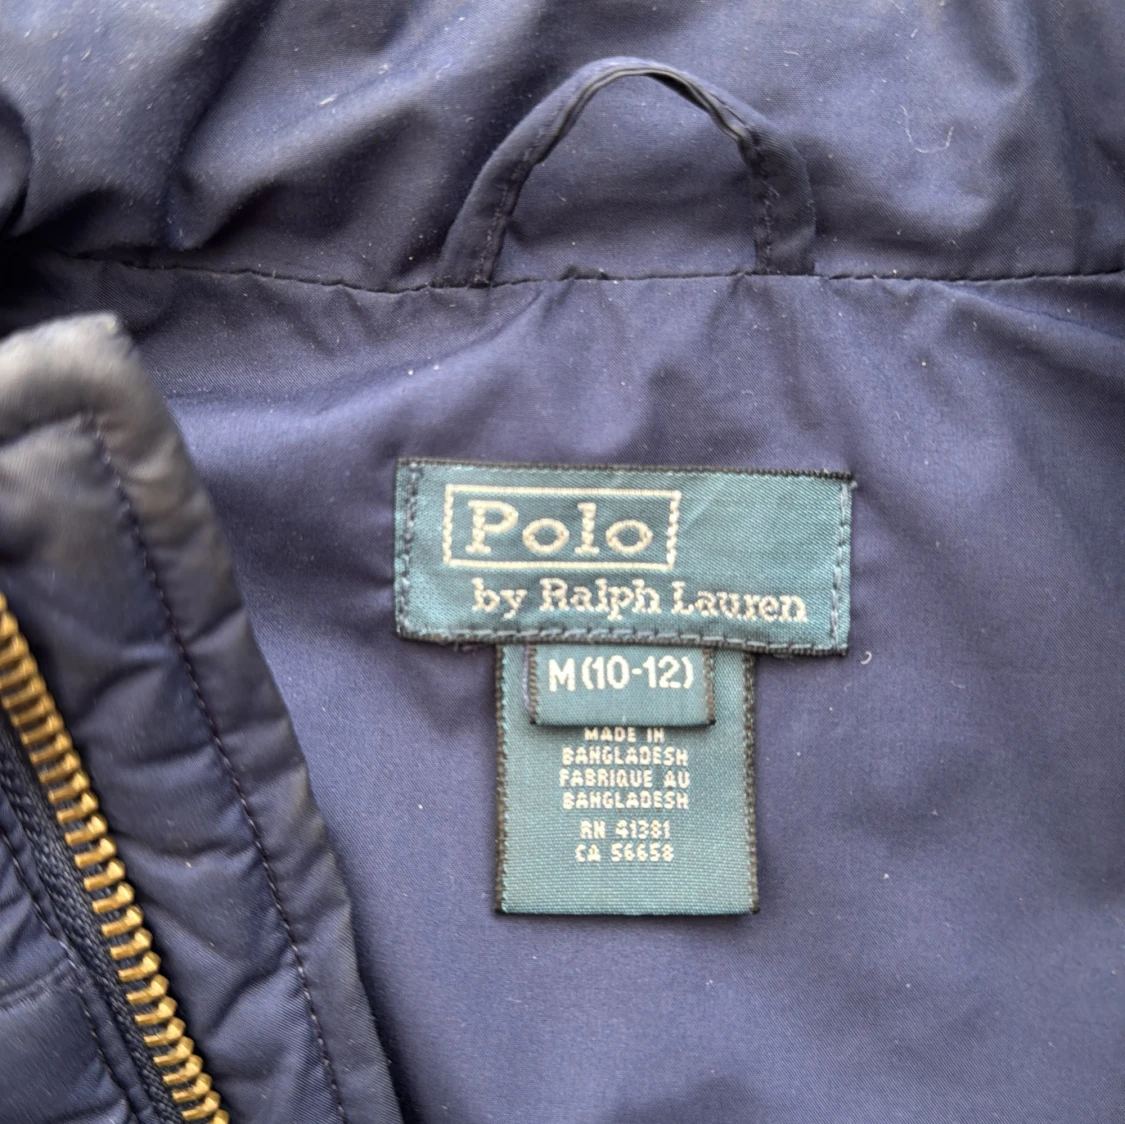 Polo
by Ralph Lauren
M (10-12)
MADE IN
BANGLADESH
FABRIQUE AU
BANGLADESH
RN 41381
CA 56658